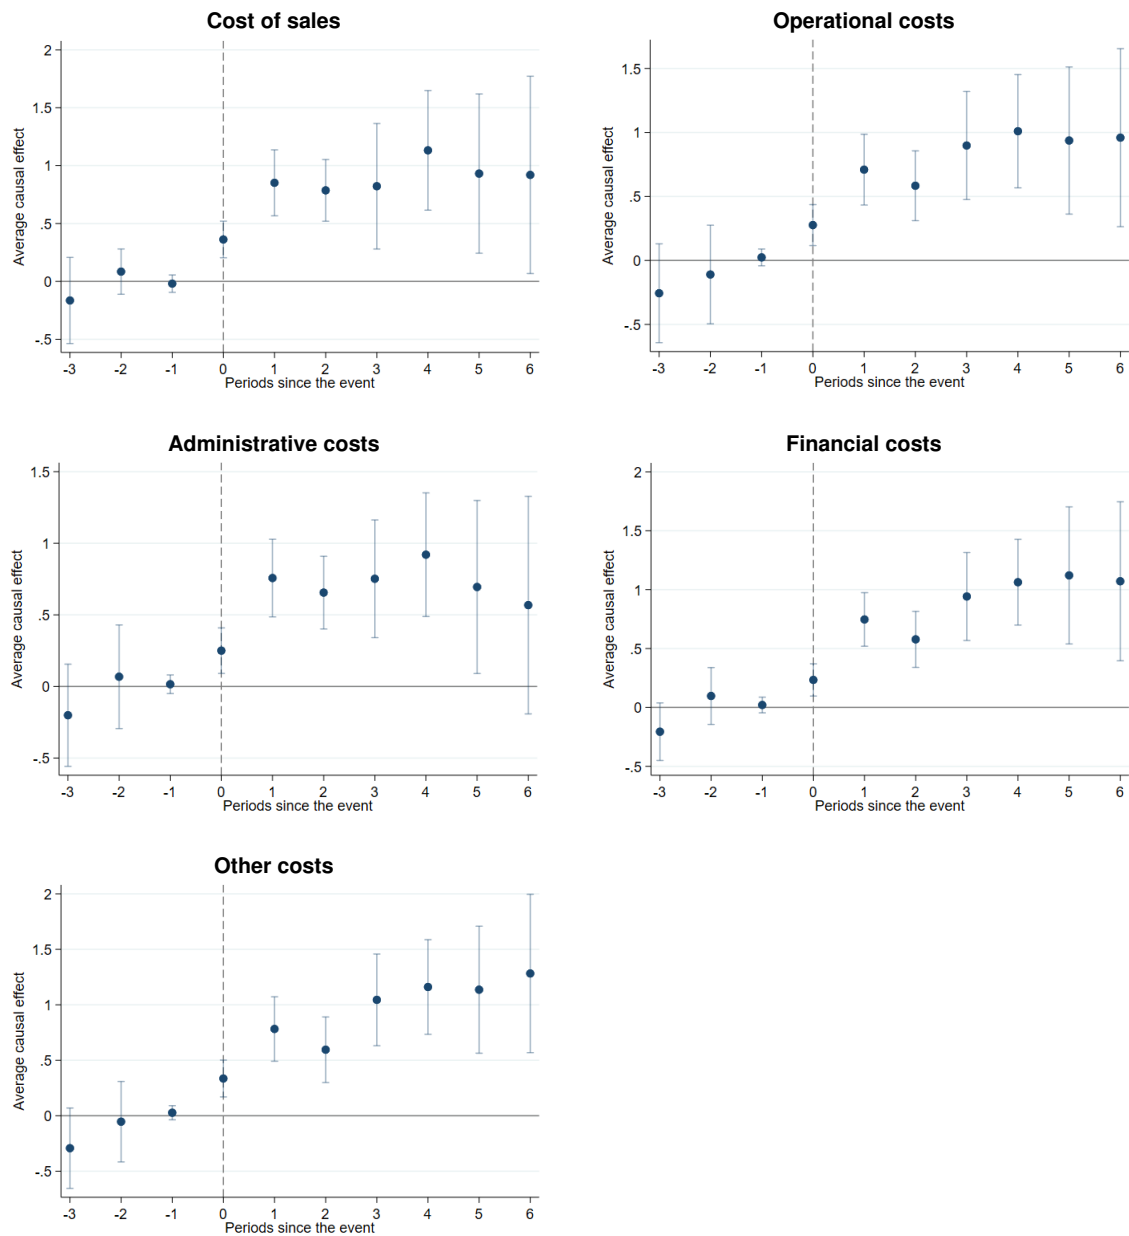 Cost of sales
Average causal effect
2
1.5
1
.5
0
-.5
-3 -2 -1 0 1 2 3 4 5 6
Periods since the event
Operational costs
Average causal effect
1.5
1
.5
0
-.5
-3 -2 -1 0 1 2 3 4 5 6
Periods since the event
Administrative costs
Average causal effect
1.5
1
.5
0
-.5
-3 -2 -1 0 1 2 3 4 5 6
Periods since the event
Financial costs
Average causal effect
2
1.5
1
.5
0
-.5
-3 -2 -1 0 1 2 3 4 5 6
Periods since the event
Other costs
Average causal effect
2
1.5
1
.5
0
-.5
-3 -2 -1 0 1 2 3 4 5 6
Periods since the event